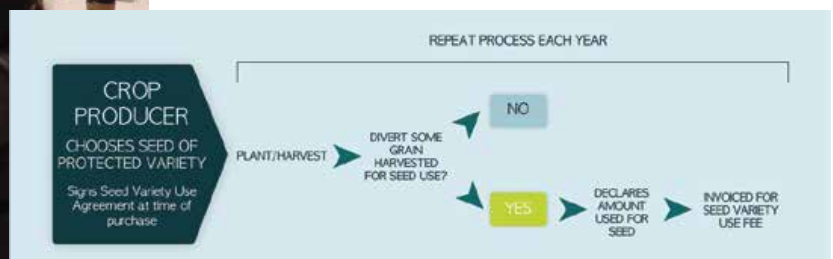 REPEAT PROCESS EACH YEAR
CROP
PRODUCER
CHOOSES SEED OF
PROTECTED VARIETY
Signs Seed Variety Use
Agreement at time of
purchase
PLANT/HARVEST
DIVERT SOME
GRAIN
HARVESTED
FOR SEED USE?
NO
YES
DECLARES
AMOUNT
USED FOR
SEED
INVOICED FOR
SEED VARIETY
USE FEE